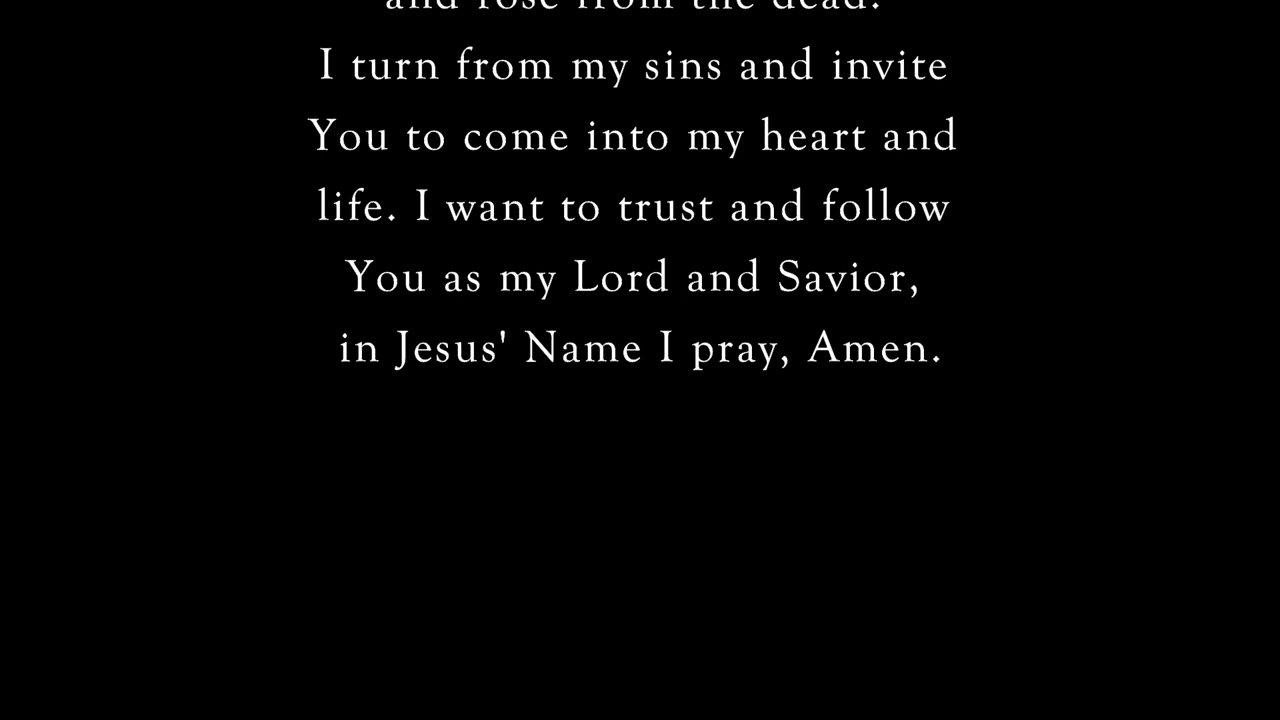 and rose from the dead.
I turn from my sins and invite
You to come into my heart and
life. I want to trust and follow
You as my Lord and Savior,
in Jesus' Name I pray, Amen.